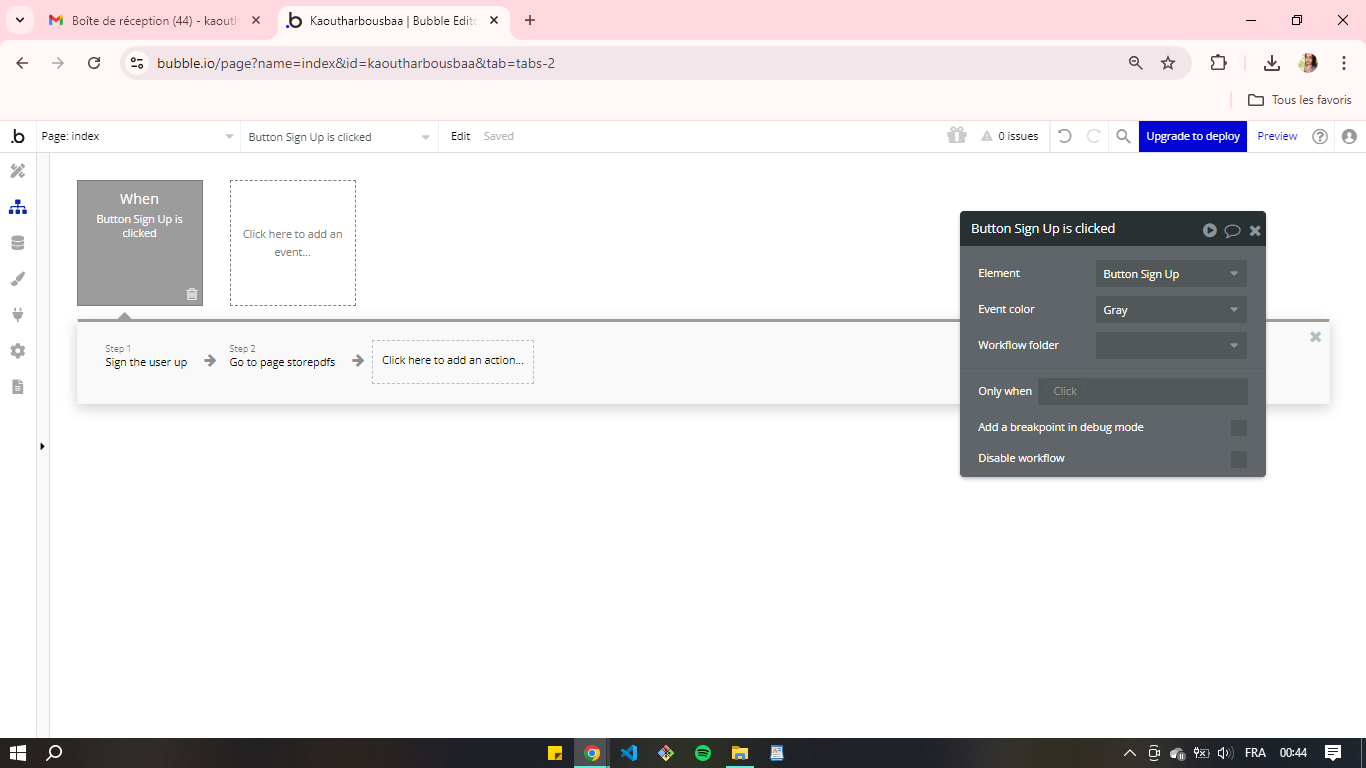 Boîte de réception (44) - kaouth
Kaoutharbousbaa | Bubble Edito
bubble.io/page?name=index&id=kaoutharbousbaa&tab=tabs-2
Tous les favoris
Page: index
Button Sign Up is clicked
Edit
Saved
0 issues
Upgrade to deploy
Preview
When
Button Sign Up is
clicked
Click here to add an
event...
Button Sign Up is clicked
Element
Button Sign Up
Event color
Gray
Workflow folder
Only when
Click
Add a breakpoint in debug mode
Disable workflow
Step 1
Sign the user up
Step 2
Go to page storepdfs
Click here to add an action...
FRA
00:44